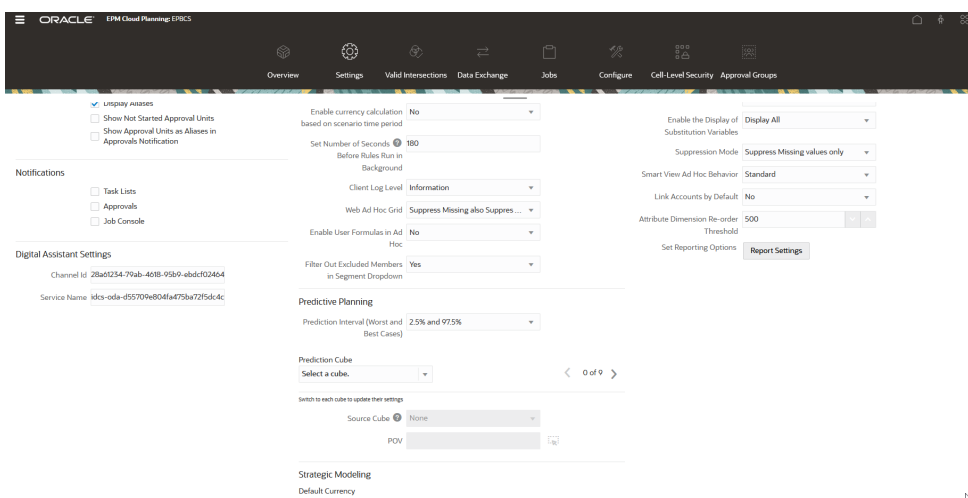 ORACLE EPM Cloud Planning: EPBCS
Overview
Settings
Valid Intersections
Data Exchange
Jobs
Configure
Cell-Level Security
Approval Groups
Display Aliases
Show Not Started Approval Units
Show Approval Units as Aliases in
Approvals Notification
Notifications
Task Lists
Approvals
Job Console
Digital Assistant Settings
Channel Id 28a61234-79ab-4618-95b9-ebdcf02464
Service Name idcs-oda-d55709e804fa475ba72f5dc4c
Enable currency calculation No
based on scenario time period
Set Number of Seconds ? 180
Before Rules Run in
Background
Client Log Level Information
Web Ad Hoc Grid Suppress Missing also Suppres...
Enable User Formulas in Ad No
Hoc
Filter Out Excluded Members Yes
in Segment Dropdown
Predictive Planning
Prediction Interval (Worst and 2.5% and 97.5%
Best Cases)
Prediction Cube
Select a cube.
0 of 9
Switch to each cube to update their settings
Source Cube ? None
POV
Strategic Modeling
Default Currency
Enable the Display of Display All
Substitution Variables
Suppression Mode Suppress Missing values only
Smart View Ad Hoc Behavior Standard
Link Accounts by Default No
Attribute Dimension Re-order 500
Threshold
Set Reporting Options Report Settings